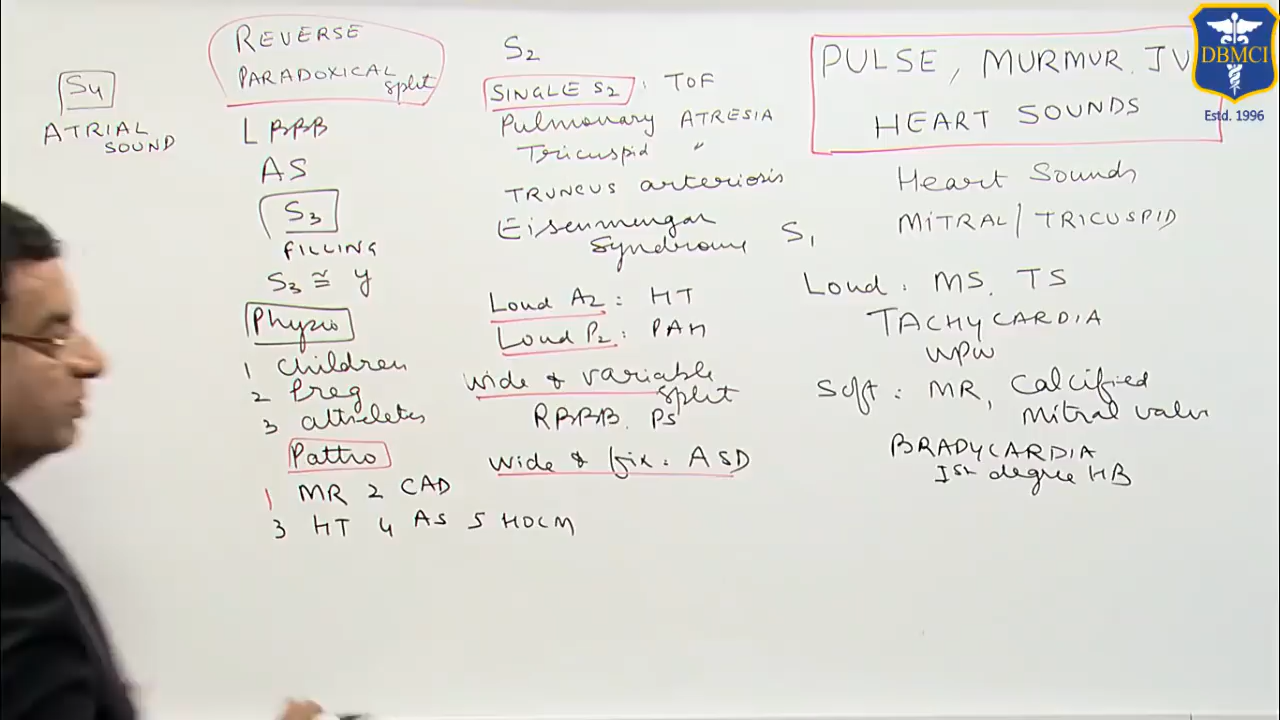 PULSE, MURMUR. JV
HEART SOUNDS
DBMCI
Estd. 1996
Heart Sounds
MITRAL/TRICUSPID
S1
Loud: MS. TS
TACHYCARDIA
WPW
Soft: MR, Calcified
Mitral valv
BRADYCARDIA
Ist degree HB
S2
SINGLE S2: TOF
Pulmonary ATRESIA
Tricuspid "
TRUNCUS arteriosis
Eisenmengar
Syndrome
Loud A2: HT
Loud P2: PAH
Wide & variable
split
RBBB. PS
Wide & fix: ASD
REVERSE
PARADOXICAL
split
LBBB
AS
S3
FILLING
S3 ≅ y
Physio
1 Children
2 Preg
3 atheletes
Patho
1 MR 2 CAD
3 HT 4 AS 5 HOCM
S4
ATRIAL
SOUND